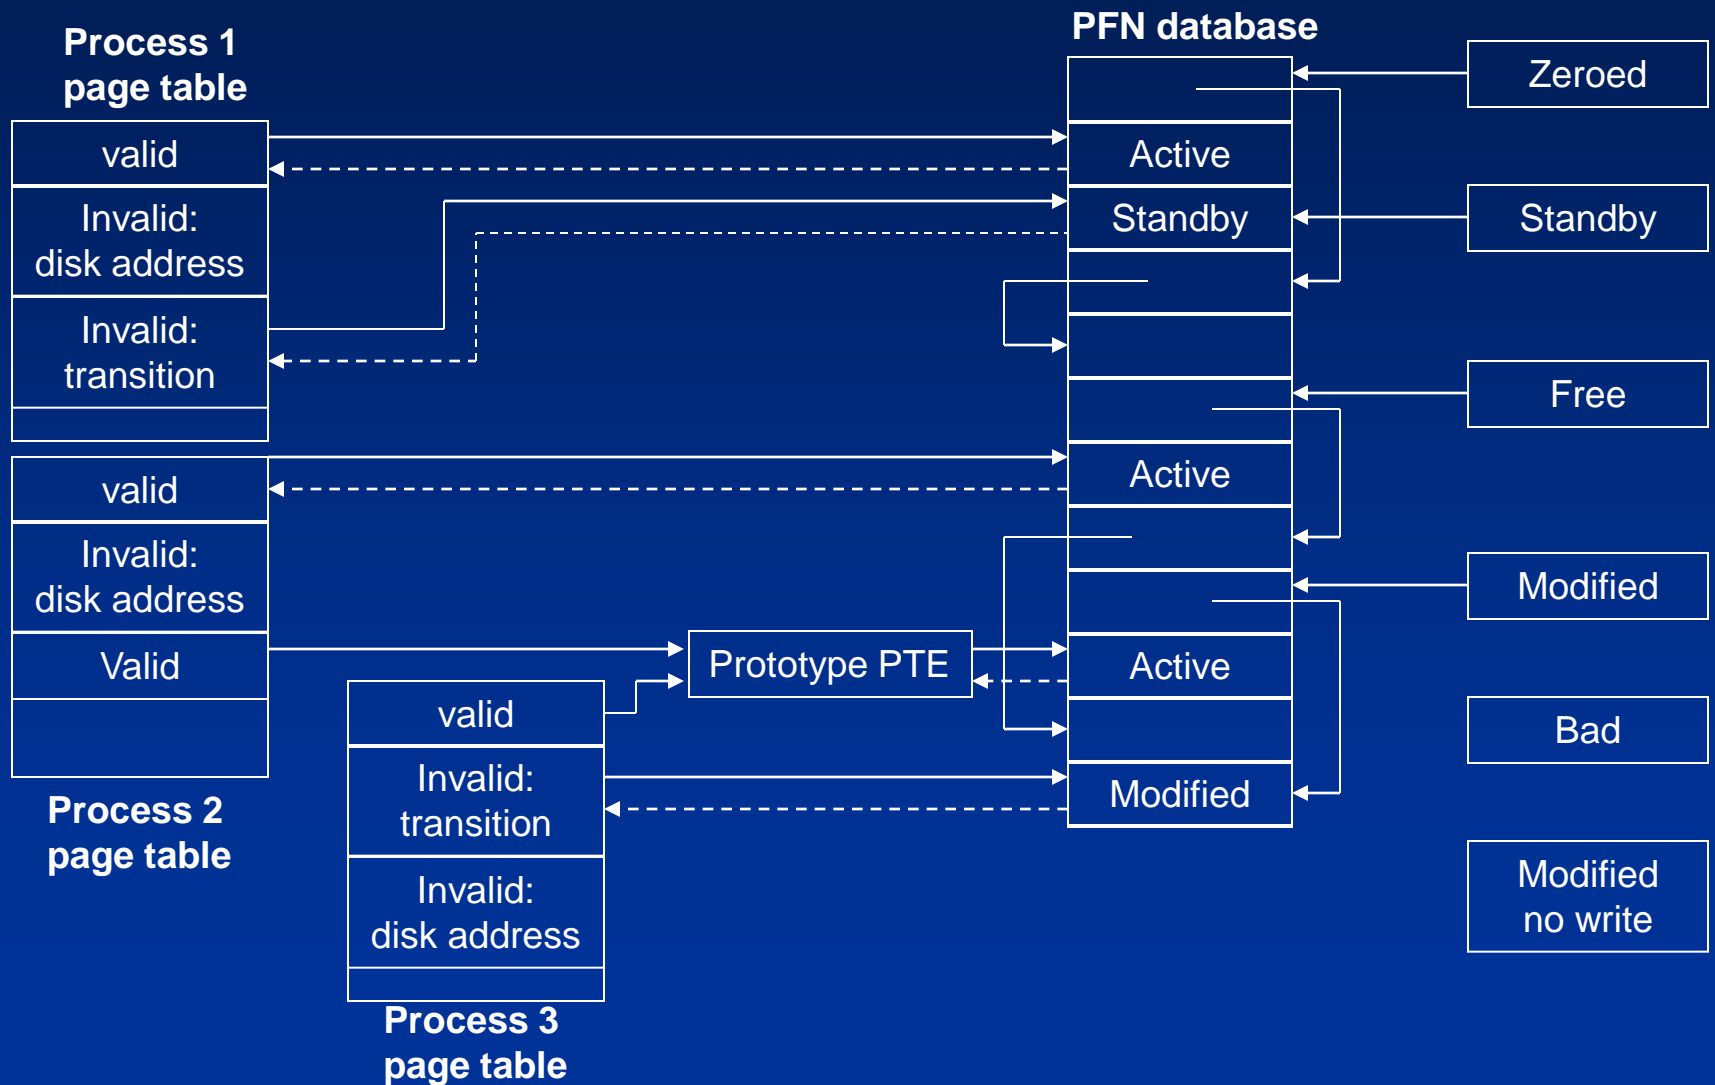 Process 1
page table
valid
Invalid:
disk address
Invalid:
transition
valid
Invalid:
disk address
Valid
Process 2
page table
valid
Invalid:
transition
Invalid:
disk address
Process 3
page table
Prototype PTE
PFN database
Active
Standby
Active
Active
Modified
Zeroed
Standby
Free
Modified
Bad
Modified
no write